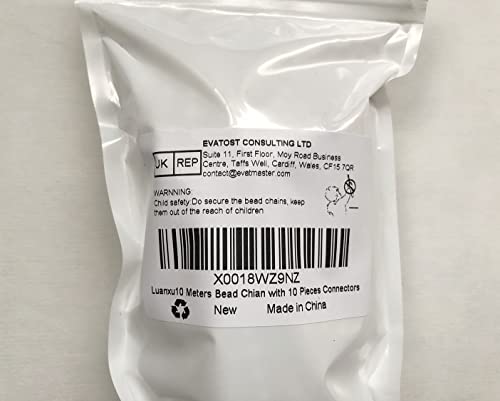 EVATOST CONSULTING LTD
UK REP
Suite 11, First Floor, Moy Road Business
Centre, Taffs Well, Cardiff, Wales, CF15 7QR
contact@evatmaster.com
WARNING:
Child safety:Do secure the bead chains, keep
them out of the reach of children
X0018WZ9NZ
Luanxu10 Meters Bead Chian with 10 Pieces Connectors
New Made in China